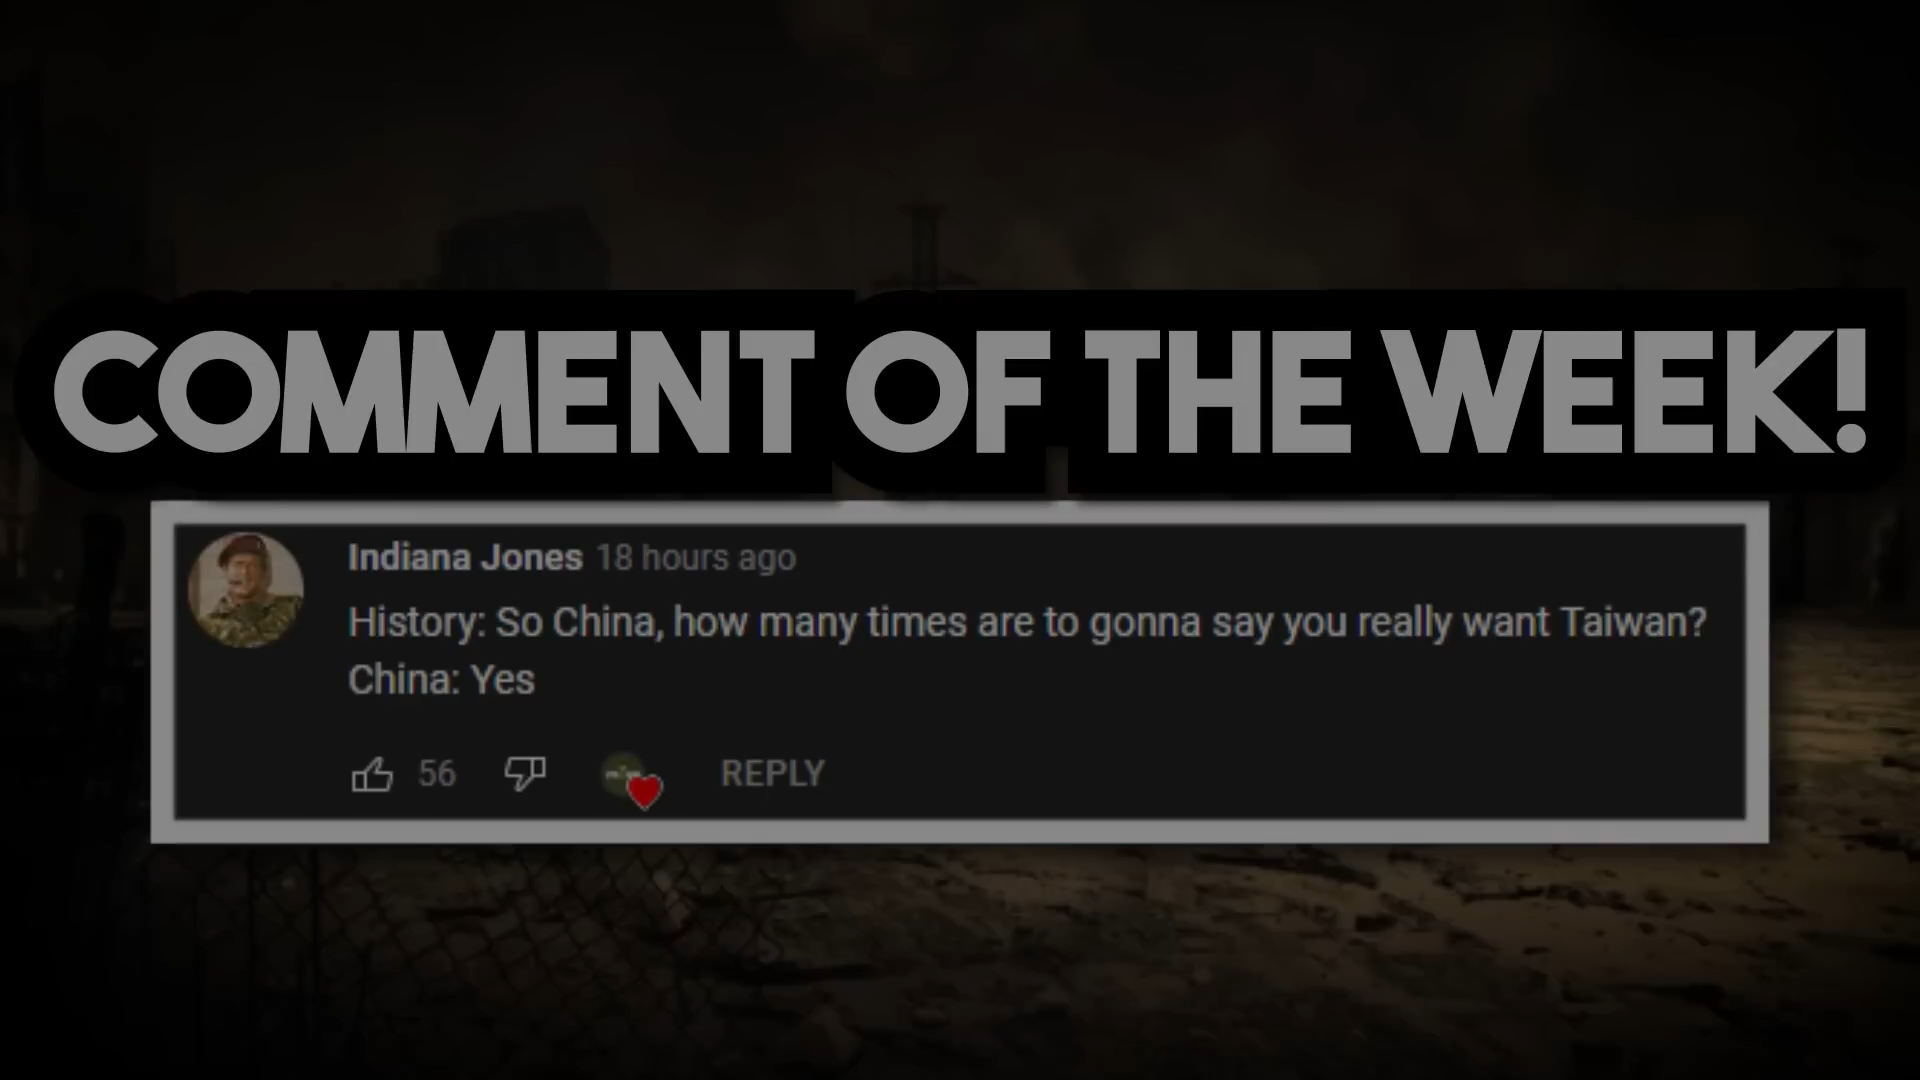 COMMENT OF THE WEEK!
Indiana Jones 18 hours ago
History: So China, how many times are to gonna say you really want Taiwan?
China: Yes
56 REPLY